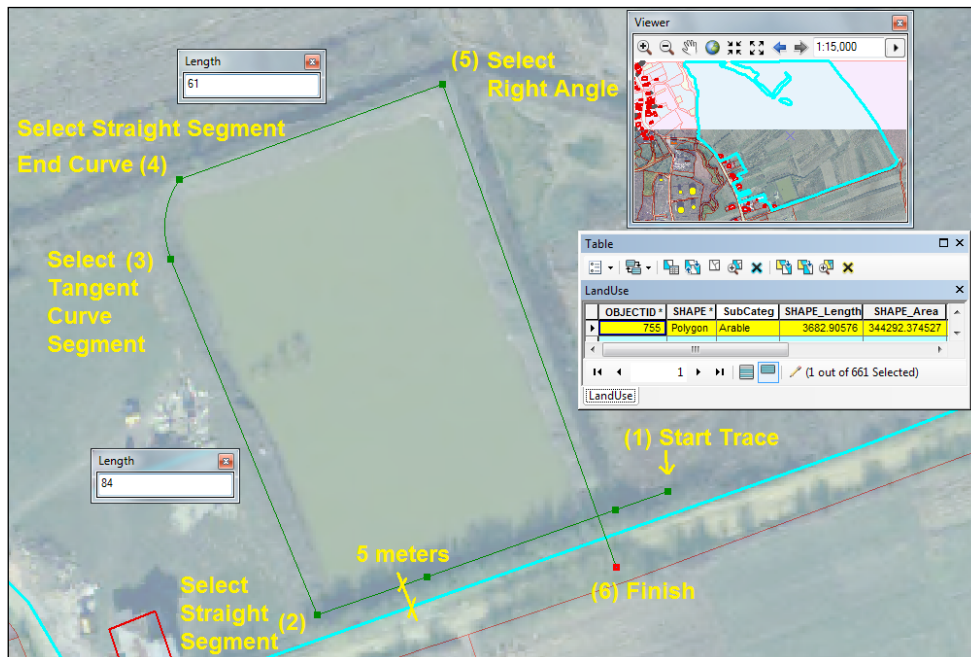 Length
61
(5) Select
Right Angle
Select Straight Segment
End Curve (4)
Select (3)
Tangent
Curve
Segment
Length
84
Select
Straight
Segment (2)
5 meters
(1) Start Trace
(6) Finish
Viewer
1:15,000
Table
LandUse
OBJECTID * SHAPE * SubCateg SHAPE_Length SHAPE_Area
755 Polygon Arable 3682.90576 344292.374527
1 (1 out of 661 Selected)
LandUse